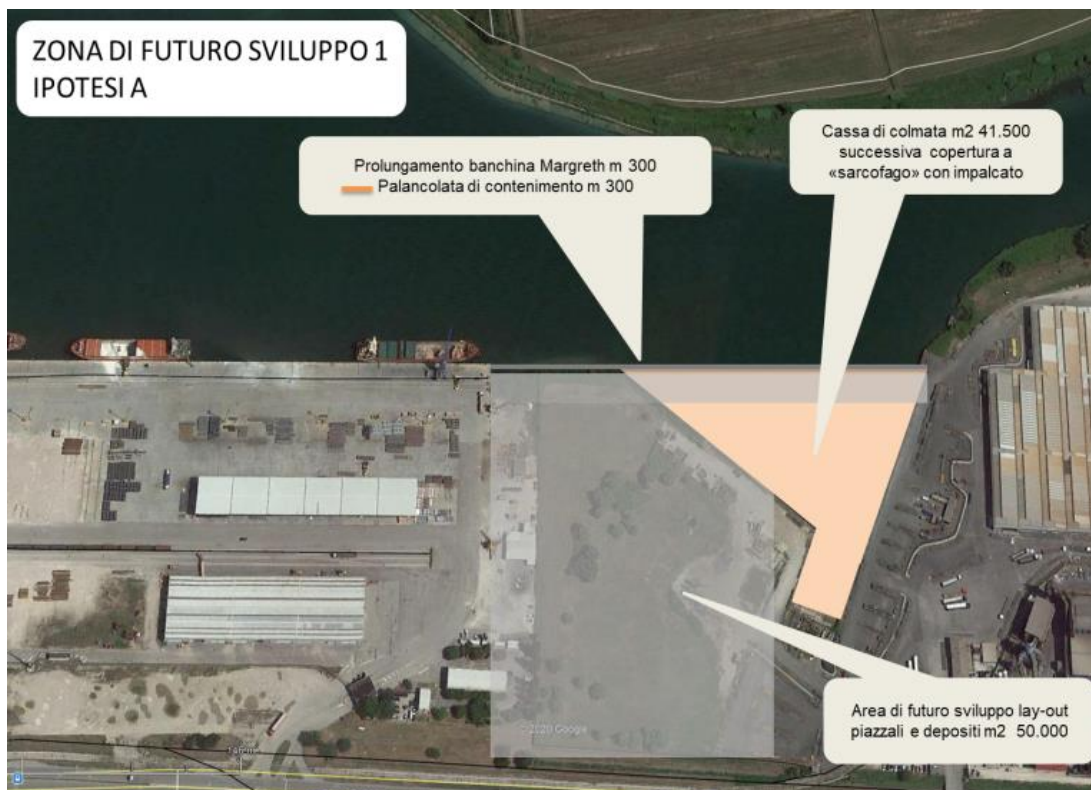 ZONA DI FUTURO SVILUPPO 1
IPOTESI A
Prolungamento banchina Margreth m 300
Palancolata di contenimento m 300
Cassa di colmata m2 41.500
successiva copertura a
«sarcofago» con impalcato
Area di futuro sviluppo lay-out
piazzali e depositi m2 50.000
© 2020 Google